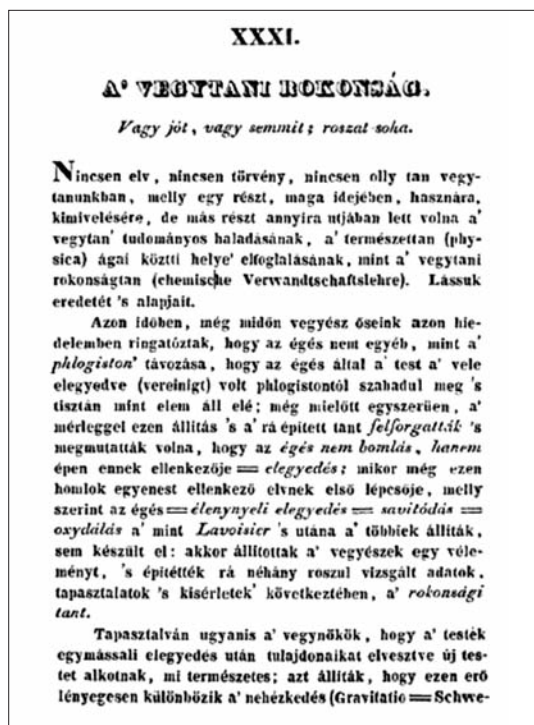 XXXI.
A' VEGYTANI ROKONSÁG.
Vagy jót, vagy semmit; roszat soha.
Nincsen elv, nincsen törvény, nincsen olly tan vegy-
tanunkban, melly egy részt, maga idejében, hasznára,
kimivelésére, de más részt annyira utjában lett volna a'
vegytan' tudományos haladásának, a' természettan (phy-
sica) ágai köztti helye' elfoglalásának, mint a' vegytani
rokonságtan (chemische Verwandtschaftslehre). Lássuk
eredetét 's alapjait.
Azon időben, még midőn vegyész őseink azon hie-
delemben ringatóztak, hogy az égés nem egyéb, mint a'
phlogiston' távozása, hogy az égés által a' test a' vele
elegyedve (vereinigt) volt phlogistontól szabadul meg 's
tisztán mint elem áll elé; még mielőtt egyszerüen, a'
mérleggel ezen állitás 's a' rá épitett tant felforgatták 's
megmutatták volna, hogy az égés nem bomlás, hanem
épen ennek ellenkezője = elegyedés; mikor még ezen
homlok egyenest ellenkező elvnek első lépcsője, melly
szerint az égés = élenynyeli elegyedés = savitódás =
oxydálás a' mint Lavoisier 's utána a' többiek álliták,
sem készült el: akkor állitottak a' vegyészek egy véle-
ményt, 's épitétték rá néhány roszul vizsgált adatok,
tapasztalatok 's kisérletek' következtében, a' rokonsági
tant.
Tapasztalván ugyanis a' vegynökök, hogy a' testek
egymássali elegyedés után tulajdonaikat elvesztve új tes-
tet alkotnak, mi természetes; azt álliták, hogy ezen erő
lényegesen különbözik a' nehézkedés (Gravitatio = Schwe-